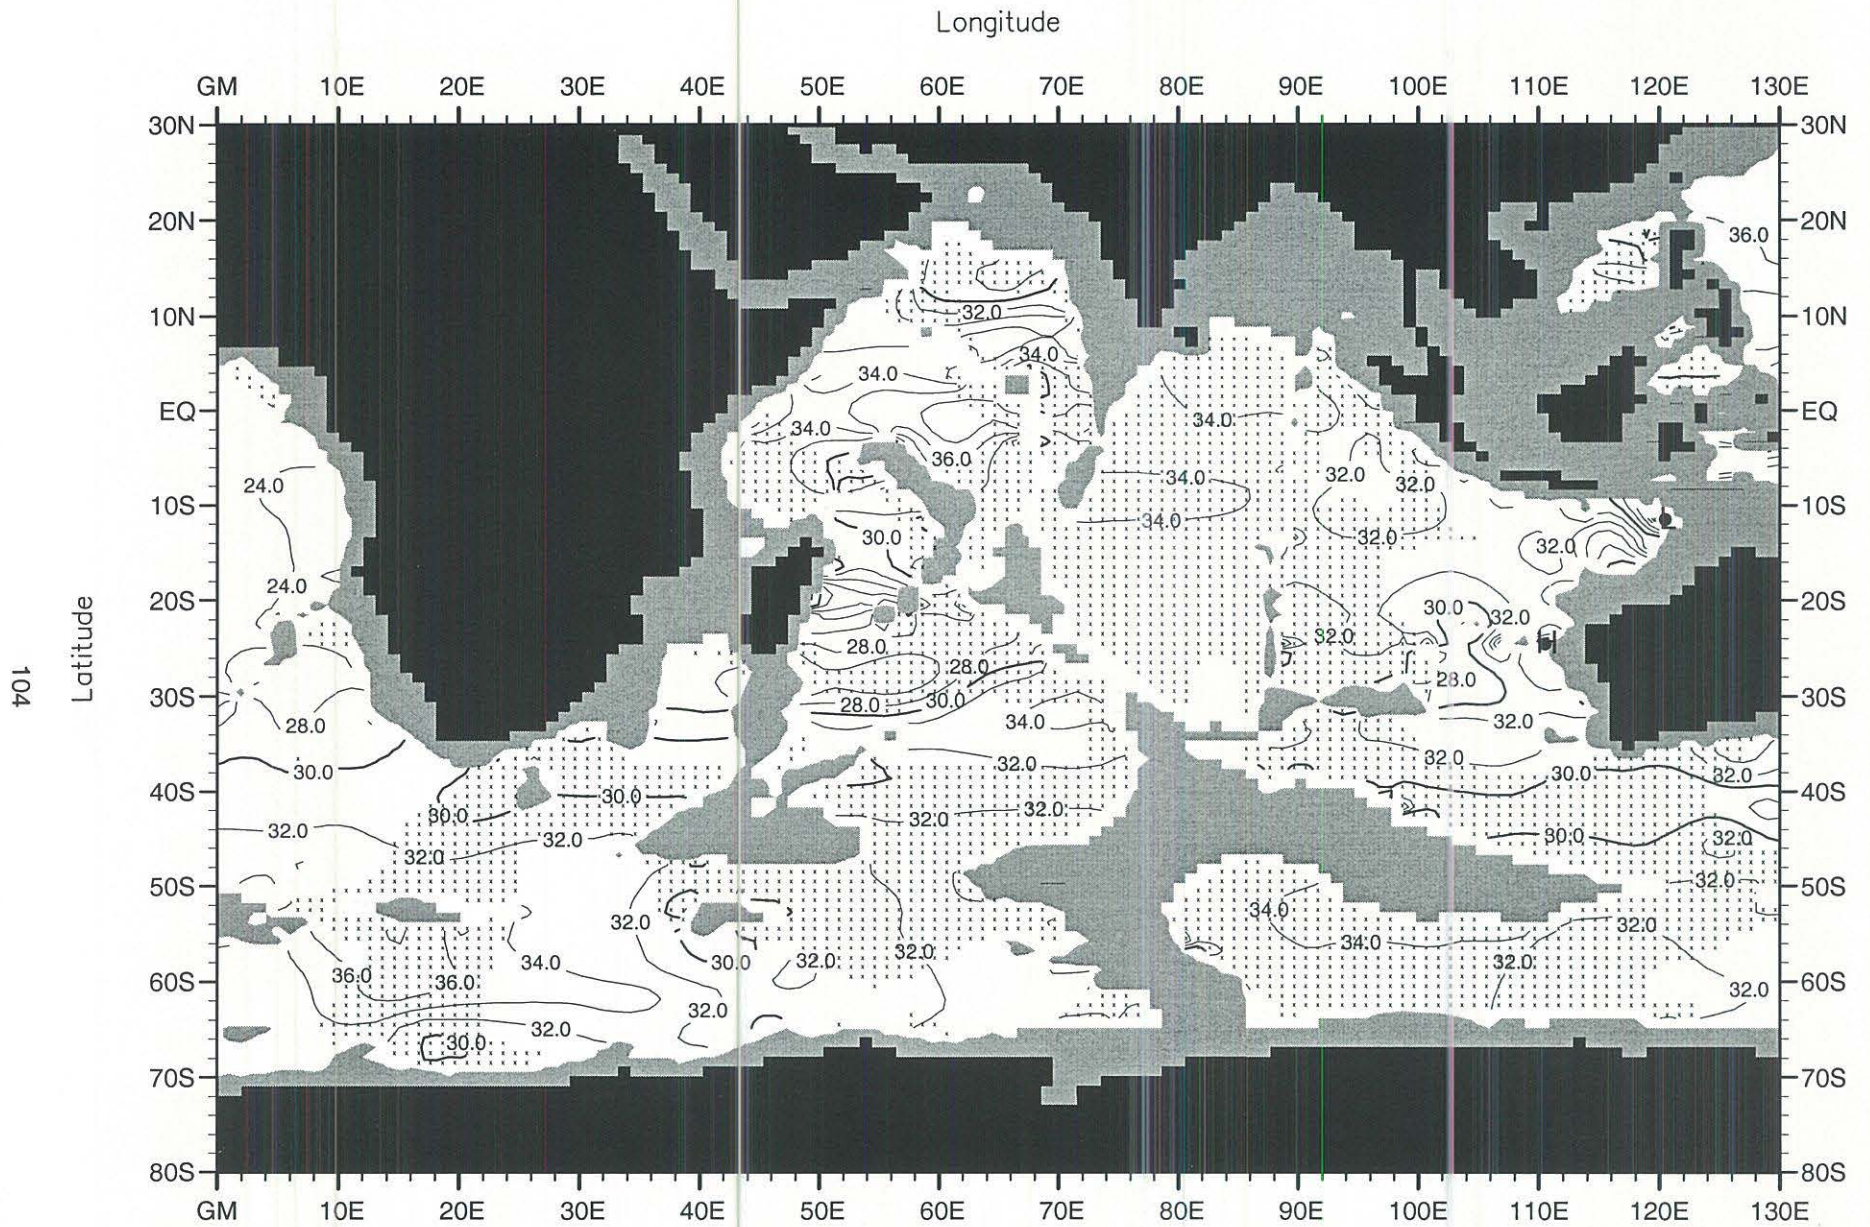 Longitude
GM 10E 20E 30E 40E 50E 60E 70E 80E 90E 100E 110E 120E 130E
30N 30N
20N 20N
36.0
10N 32.0 10N
34.0
34.0
EQ 34.0 EQ
34.0
36.0
24.0 32.0 34.0 32.0
10S 34.0 10S
L
30.0 32.0 32.0
24.0
20S 30.0 32.0 20S
32.0 H
28.0
28.0 28.0
30S 28.0 30.0 30S
28.0 34.0 32.0
30.0 32.0 32.0 30.0 32.0
40S 30.0 40S
30.0 32.0 32.0
32.0 32.0 32.0 30.0 32.0
50S 32.0 50S
34.0
32.0 32.0
36.0 36.0 34.0 30.0 32.0 32.0 34.0 32.0
60S 32.0 60S
32.0
32.0
30.0
70S 70S
80S 80S
GM 10E 20E 30E 40E 50E 60E 70E 80E 90E 100E 110E 120E 130E
Latitude
104